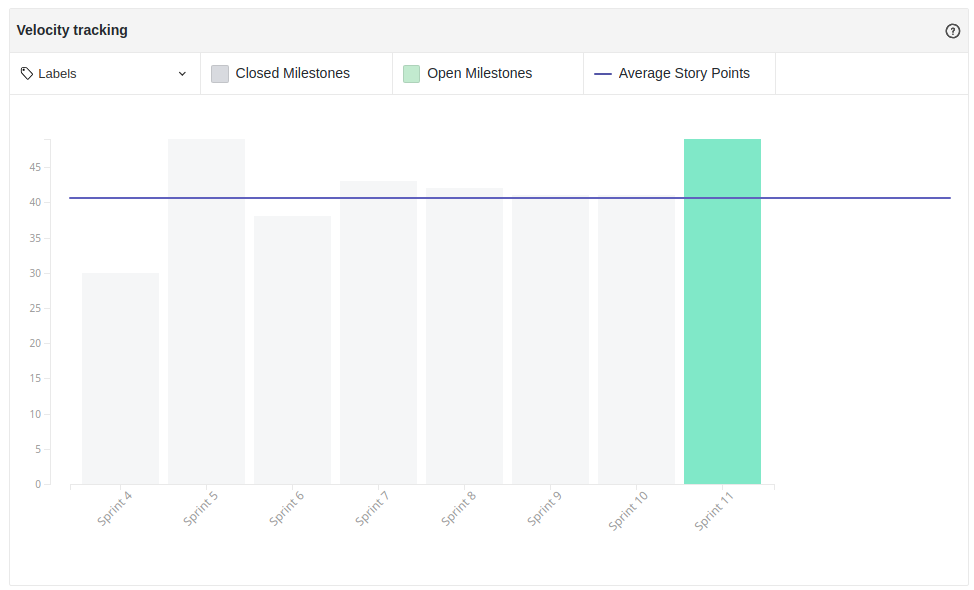 Velocity tracking
Labels
Closed Milestones
Open Milestones
Average Story Points
45
40
35
30
25
20
15
10
5
0
Sprint 4
Sprint 5
Sprint 6
Sprint 7
Sprint 8
Sprint 9
Sprint 10
Sprint 11